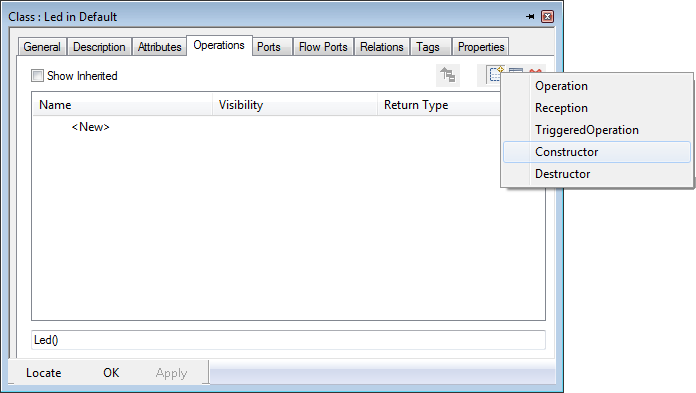 Class : Led in Default
General Description Attributes Operations Ports Flow Ports Relations Tags Properties
Show Inherited
Operation
Reception
TriggeredOperation
Constructor
Destructor
Name Visibility Return Type
<New>
Led()
Locate OK Apply